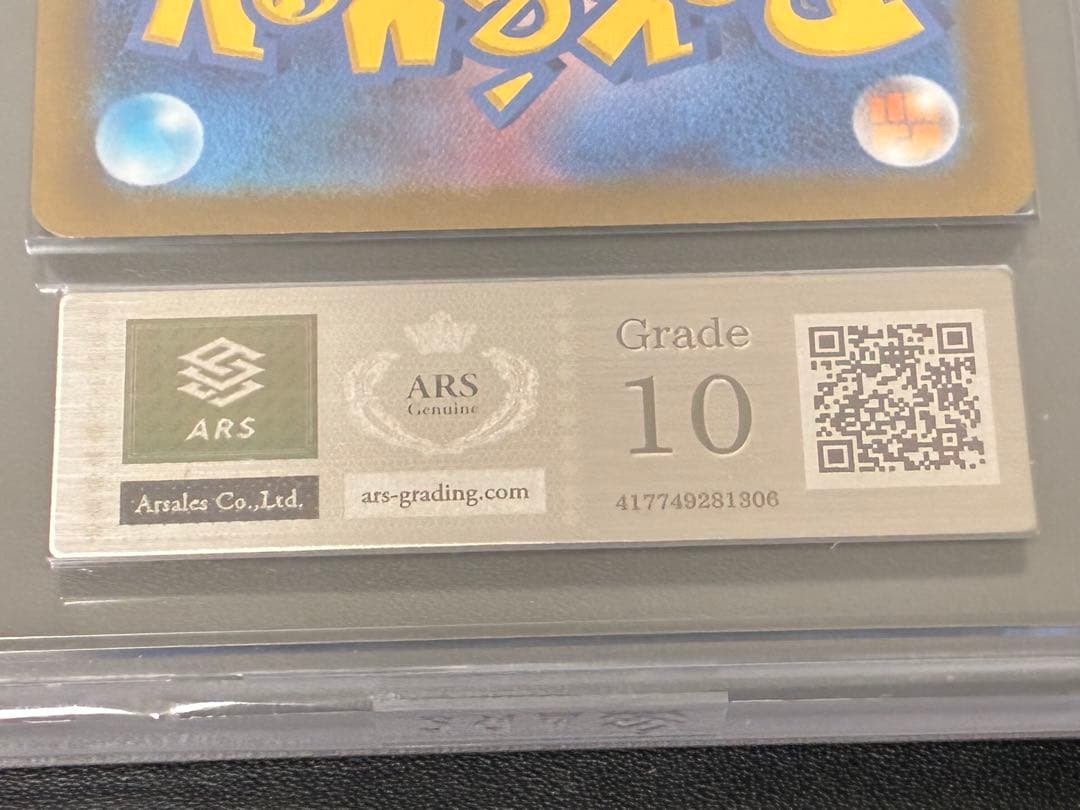 ARS
Arsales Co.,Ltd.
ARS
Genuine
ars-grading.com
Grade
10
417749281306